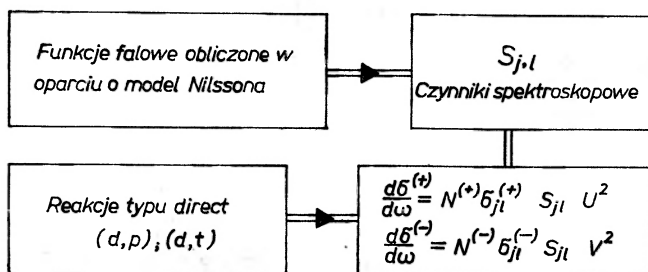 Funkcje falowe obliczone w
oparciu o model Nilssona
S_{j,l}
Czynniki spektroskopowe
Reakcje typu direct
(d,p) ; (d,t)
dσ^{(+)}/dω = N^{(+)} σ_{jl}^{(+)} S_{jl} U²
dσ^{(-)}/dω = N^{(-)} σ_{jl}^{(-)} S_{jl} V²